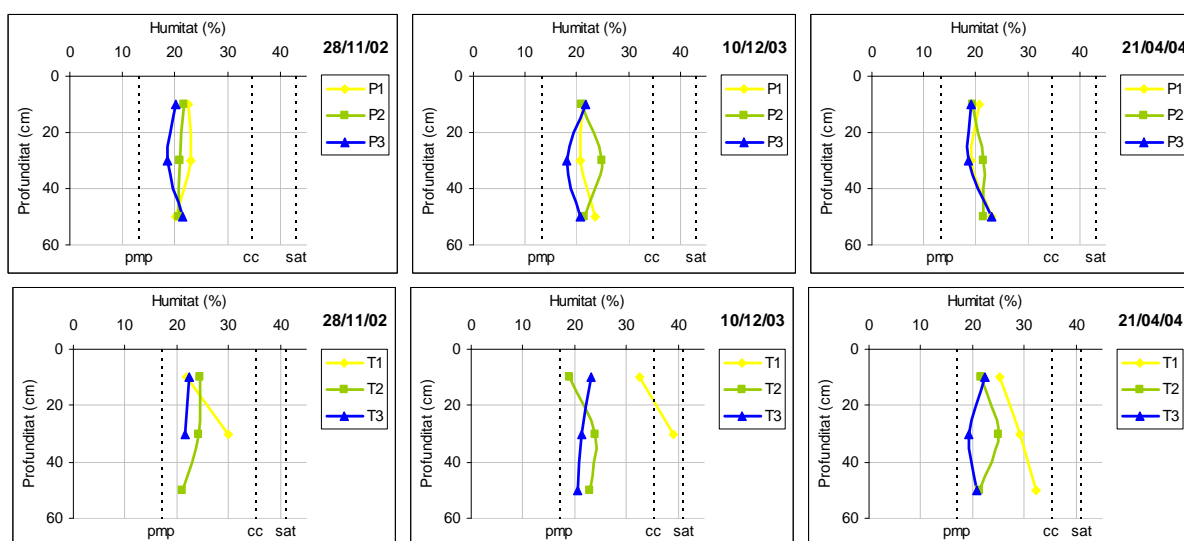 Humitat (%)
0 10 20 30 40
28/11/02
0
20
40
60
Profunditat (cm)
P1
P2
P3
pmp cc sat
Humitat (%)
0 10 20 30 40
10/12/03
0
20
40
60
Profunditat (cm)
P1
P2
P3
pmp cc sat
Humitat (%)
0 10 20 30 40
21/04/04
0
20
40
60
Profunditat (cm)
P1
P2
P3
pmp cc sat
Humitat (%)
0 10 20 30 40
28/11/02
0
20
40
60
Profunditat (cm)
T1
T2
T3
pmp cc sat
Humitat (%)
0 10 20 30 40
10/12/03
0
20
40
60
Profunditat (cm)
T1
T2
T3
pmp cc sat
Humitat (%)
0 10 20 30 40
21/04/04
0
20
40
60
Profunditat (cm)
T1
T2
T3
pmp cc sat